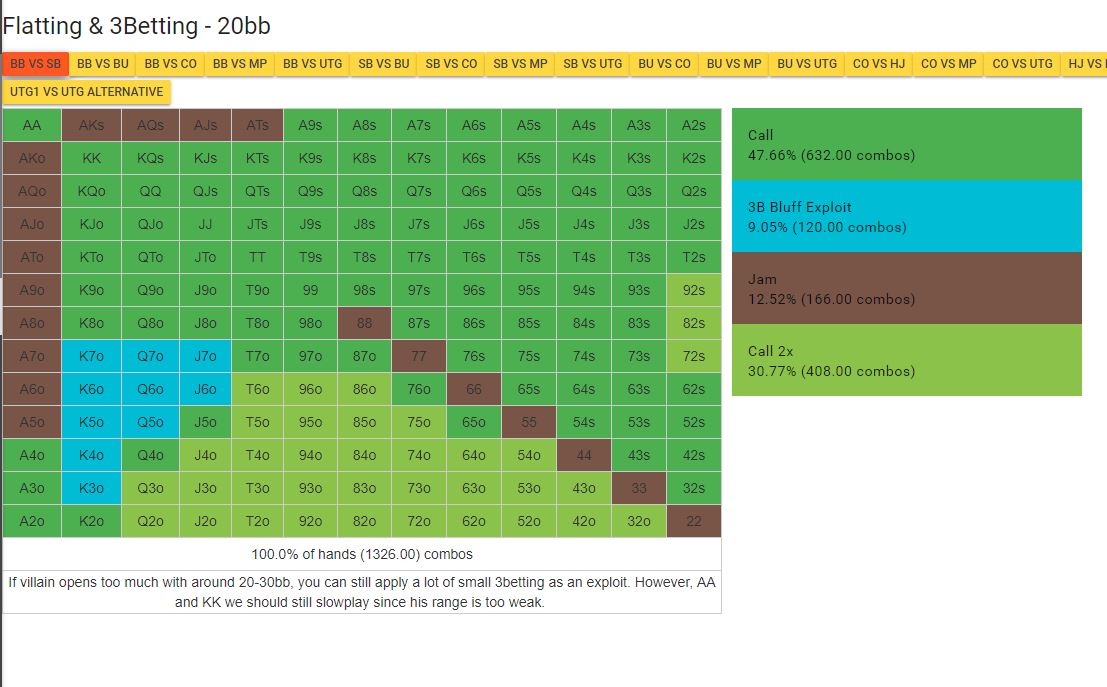 Flatting & 3Betting - 20bb
BB VS SB BB VS BU BB VS CO BB VS MP BB VS UTG SB VS BU SB VS CO SB VS MP SB VS UTG BU VS CO BU VS MP BU VS UTG CO VS HJ CO VS MP CO VS UTG HJ VS
UTG1 VS UTG ALTERNATIVE
AA AKs AQs AJs ATs A9s A8s A7s A6s A5s A4s A3s A2s
AKo KK KQs KJs KTs K9s K8s K7s K6s K5s K4s K3s K2s
AQo KQo QQ QJs QTs Q9s Q8s Q7s Q6s Q5s Q4s Q3s Q2s
AJo KJo QJo JJ JTs J9s J8s J7s J6s J5s J4s J3s J2s
ATo KTo QTo JTo TT T9s T8s T7s T6s T5s T4s T3s T2s
A9o K9o Q9o J9o T9o 99 98s 97s 96s 95s 94s 93s 92s
A8o K8o Q8o J8o T8o 98o 88 87s 86s 85s 84s 83s 82s
A7o K7o Q7o J7o T7o 97o 87o 77 76s 75s 74s 73s 72s
A6o K6o Q6o J6o T6o 96o 86o 76o 66 65s 64s 63s 62s
A5o K5o Q5o J5o T5o 95o 85o 75o 65o 55 54s 53s 52s
A4o K4o Q4o J4o T4o 94o 84o 74o 64o 54o 44 43s 42s
A3o K3o Q3o J3o T3o 93o 83o 73o 63o 53o 43o 33 32s
A2o K2o Q2o J2o T2o 92o 82o 72o 62o 52o 42o 32o 22
100.0% of hands (1326.00) combos
If villain opens too much with around 20-30bb, you can still apply a lot of small 3betting as an exploit. However, AA
and KK we should still slowplay since his range is too weak.
Call
47.66% (632.00 combos)
3B Bluff Exploit
9.05% (120.00 combos)
Jam
12.52% (166.00 combos)
Call 2x
30.77% (408.00 combos)